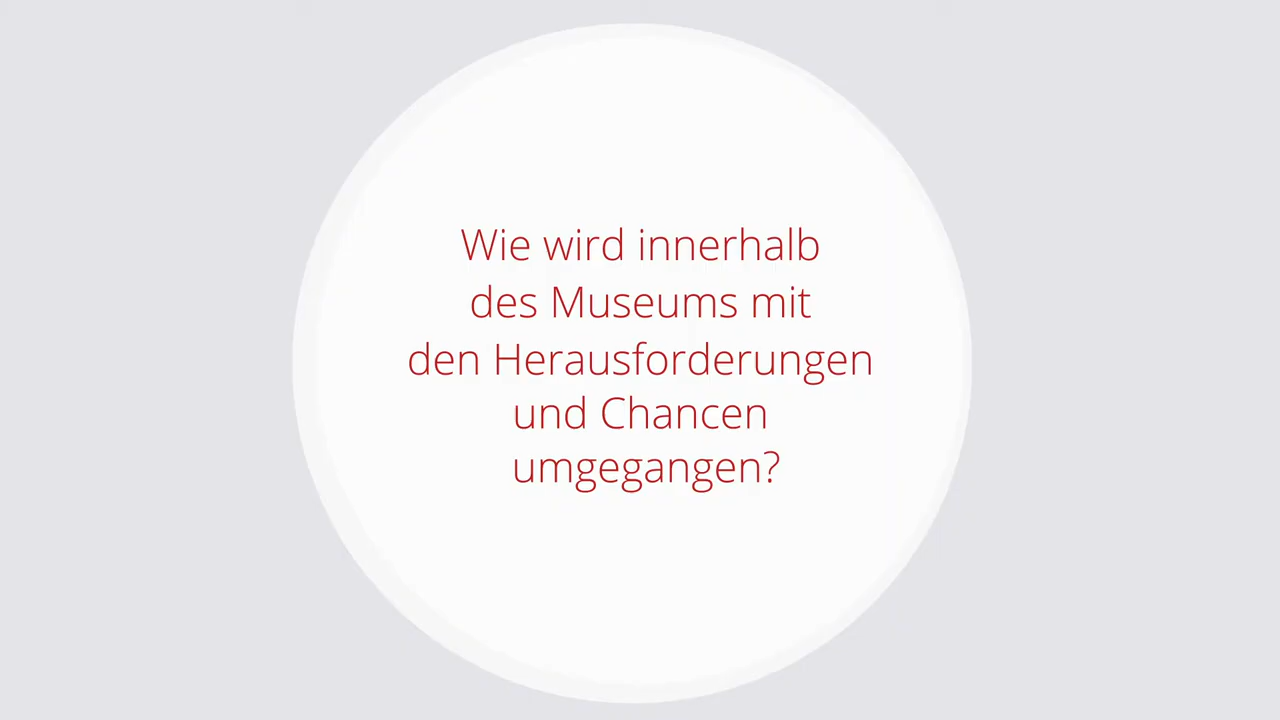 Wie wird innerhalb
des Museums mit
den Herausforderungen
und Chancen
umgegangen?